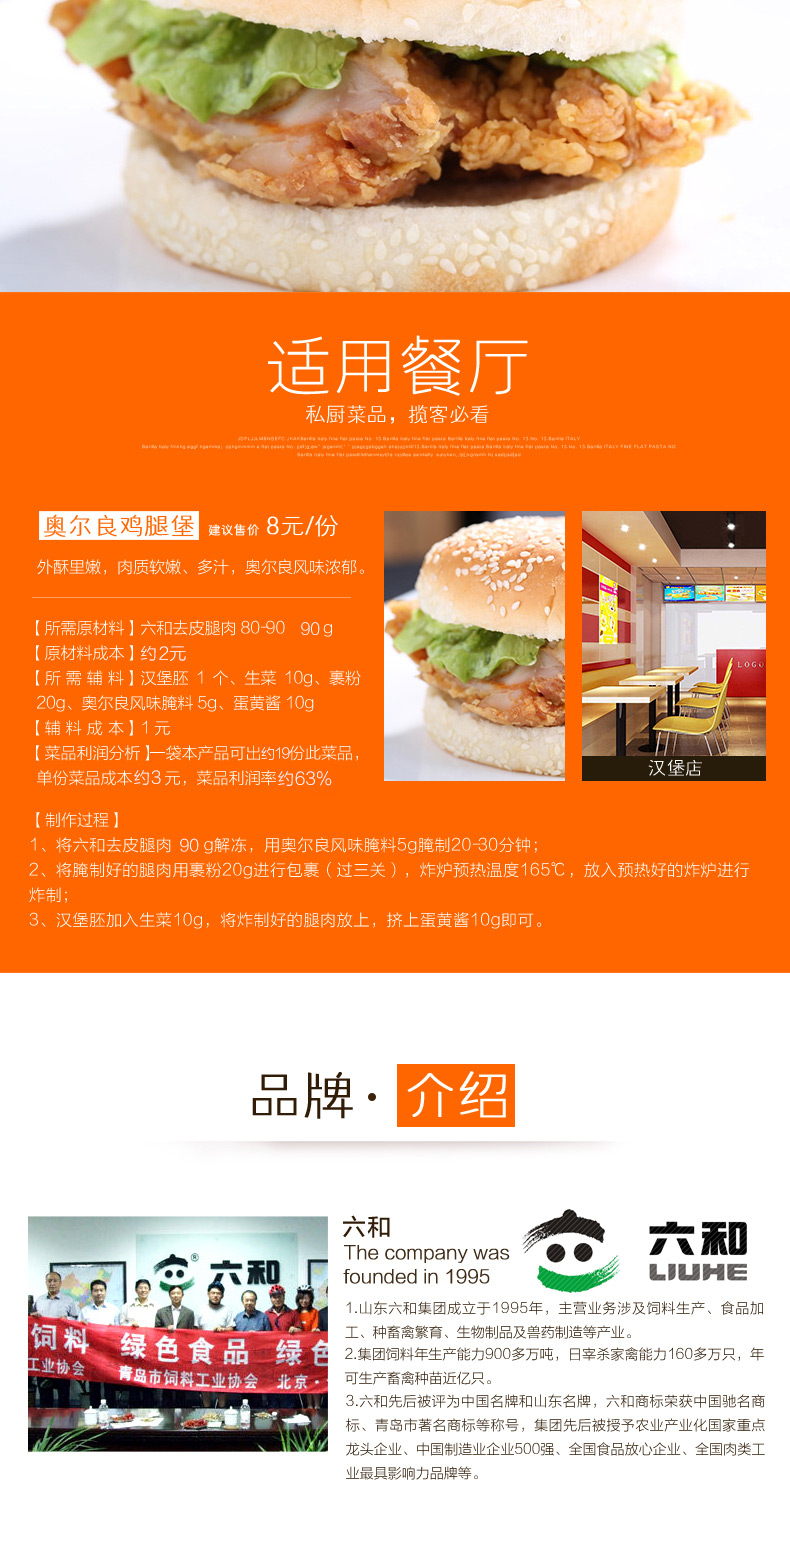 适用餐厅
私厨菜品，揽客必看
奥尔良鸡腿堡 建议售价 8元/份
外酥里嫩，肉质软嫩、多汁，奥尔良风味浓郁。
【所需原材料】六和去皮腿肉 80-90 90 g
【原材料成本】约2元
【所需辅料】汉堡胚 1 个、生菜 10g、裹粉
20g、奥尔良风味腌料 5g、蛋黄酱 10g
【辅料成本】1 元
【菜品利润分析】一袋本产品可出约19份此菜品，
单份菜品成本约3 元，菜品利润率约63%
LOGO
汉堡店
【制作过程】
1、将六和去皮腿肉 90 g解冻，用奥尔良风味腌料5g腌制20-30分钟；
2、将腌制好的腿肉用裹粉20g进行包裹（过三关），炸炉预热温度165℃，放入预热好的炸炉进行
炸制；
3、汉堡胚加入生菜10g，将炸制好的腿肉放上，挤上蛋黄酱10g即可。
品牌·介绍
® 六和
饲料 绿色食品 绿色
工业协会 青岛市饲料工业协会 北京·
六和
The company was
founded in 1995
六和
LIUHE
1.山东六和集团成立于1995年，主营业务涉及饲料生产、食品加
工、种畜禽繁育、生物制品及兽药制造等产业。
2.集团饲料年生产能力900多万吨，日宰杀家禽能力160多万只，年
可生产畜禽种苗近亿只。
3.六和先后被评为中国名牌和山东名牌，六和商标荣获中国驰名商
标、青岛市著名商标等称号，集团先后被授予农业产业化国家重点
龙头企业、中国制造业企业500强、全国食品放心企业、全国肉类工
业最具影响力品牌等。